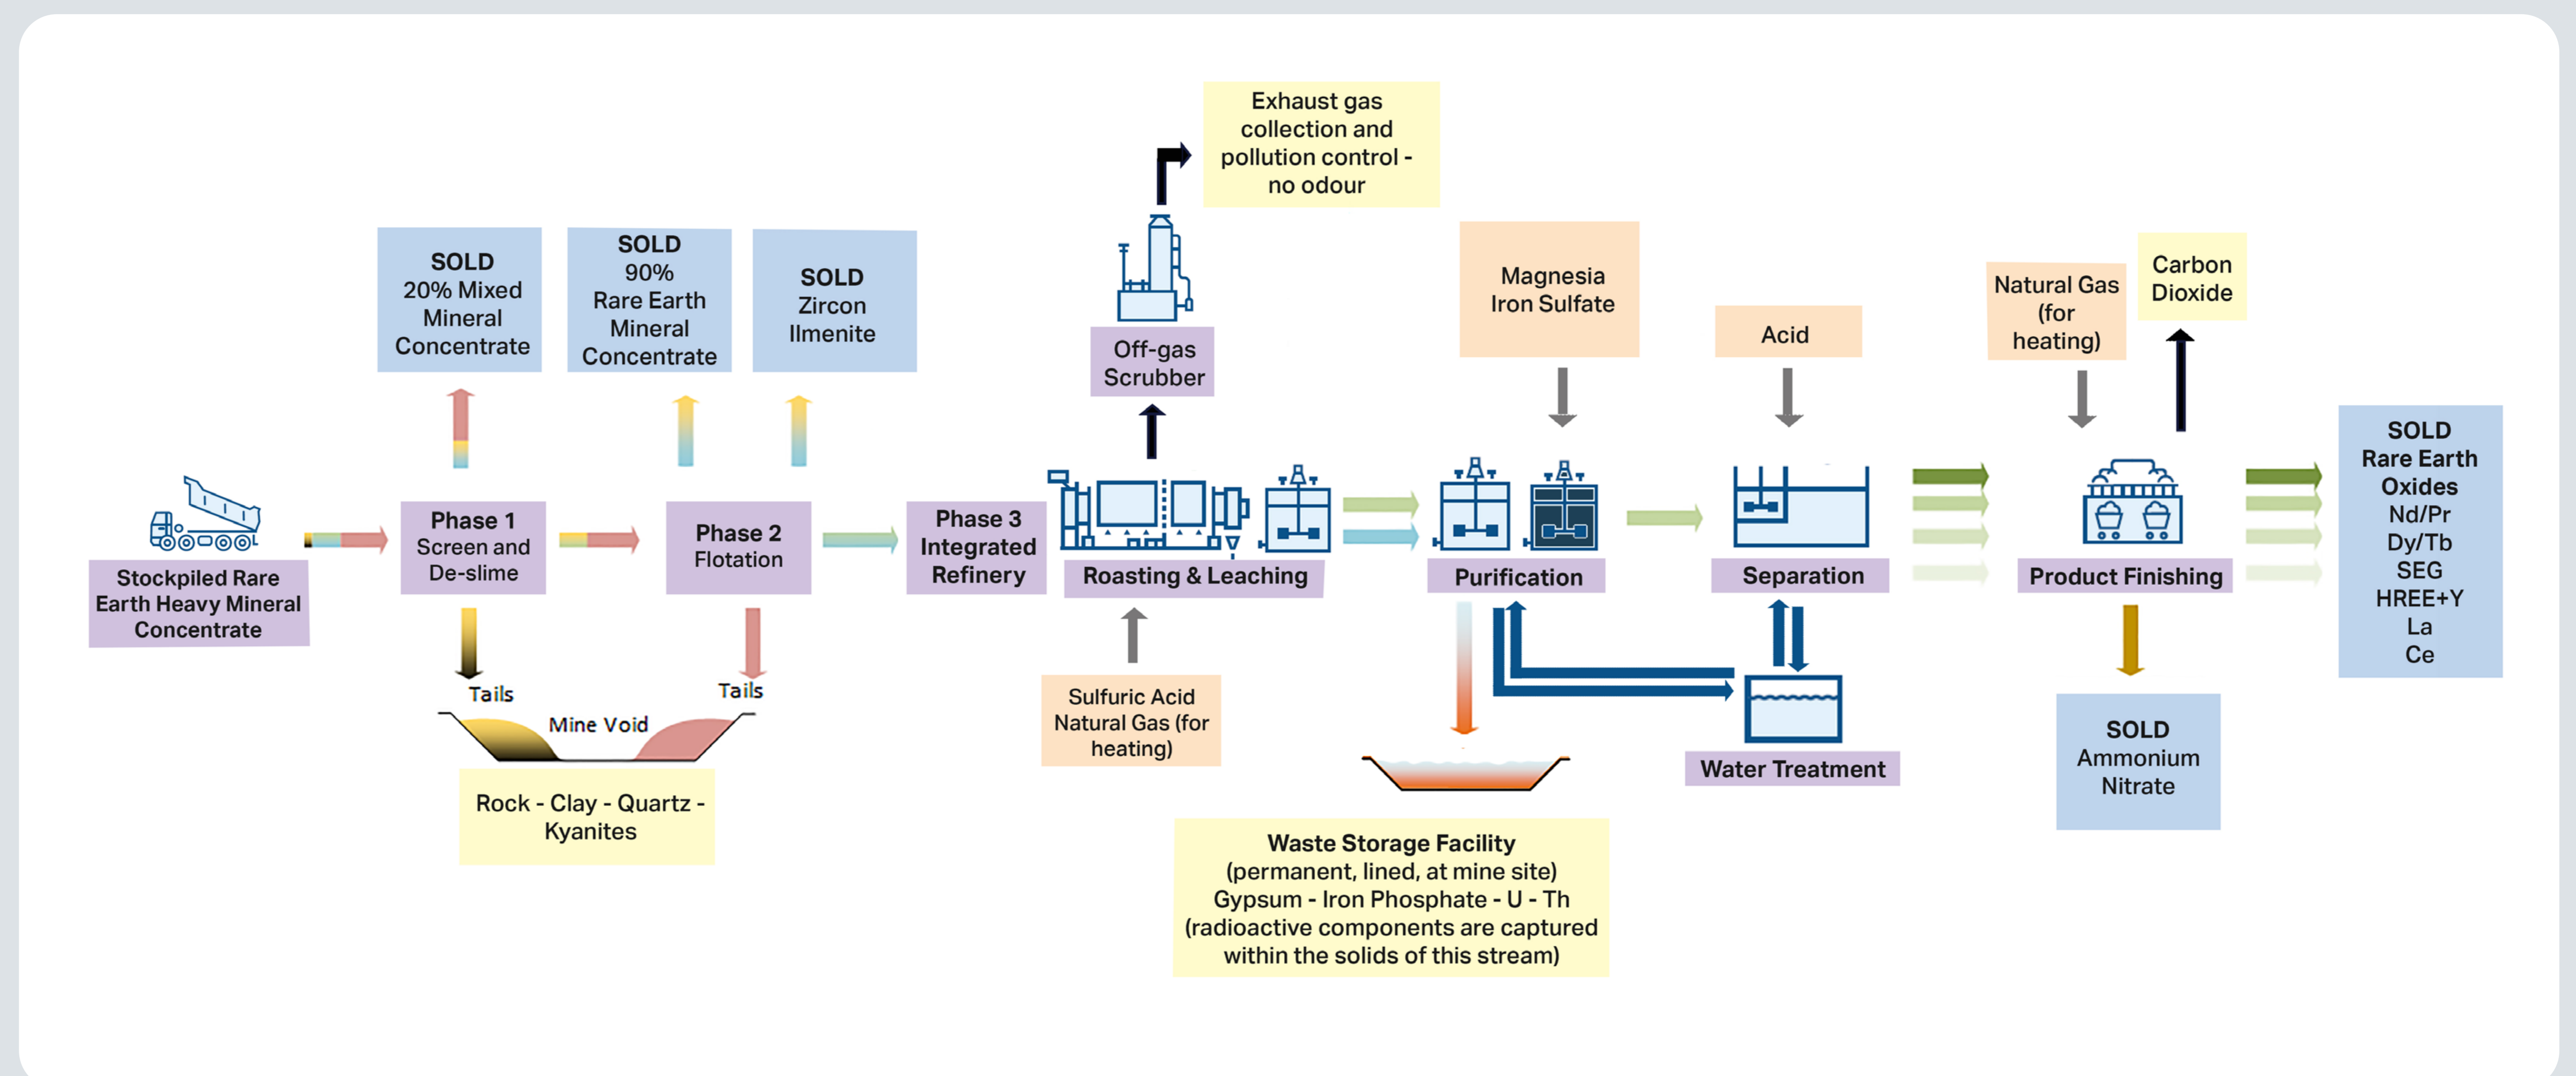 Exhaust gas
collection and
pollution control -
no odour
SOLD
20% Mixed
Mineral
Concentrate
SOLD
90%
Rare Earth
Mineral
Concentrate
SOLD
Zircon
Ilmenite
Off-gas
Scrubber
Magnesia
Iron Sulfate
Acid
Natural Gas
(for
heating)
Carbon
Dioxide
Stockpiled Rare
Earth Heavy Mineral
Concentrate
Phase 1
Screen and
De-slime
Phase 2
Flotation
Phase 3
Integrated
Refinery
Roasting & Leaching
Purification
Separation
Product Finishing
SOLD
Rare Earth
Oxides
Nd/Pr
Dy/Tb
SEG
HREE+Y
La
Ce
Tails
Tails
Mine Void
Rock - Clay - Quartz -
Kyanites
Sulfuric Acid
Natural Gas (for
heating)
Water Treatment
SOLD
Ammonium
Nitrate
Waste Storage Facility
(permanent, lined, at mine site)
Gypsum - Iron Phosphate - U - Th
(radioactive components are captured
within the solids of this stream)